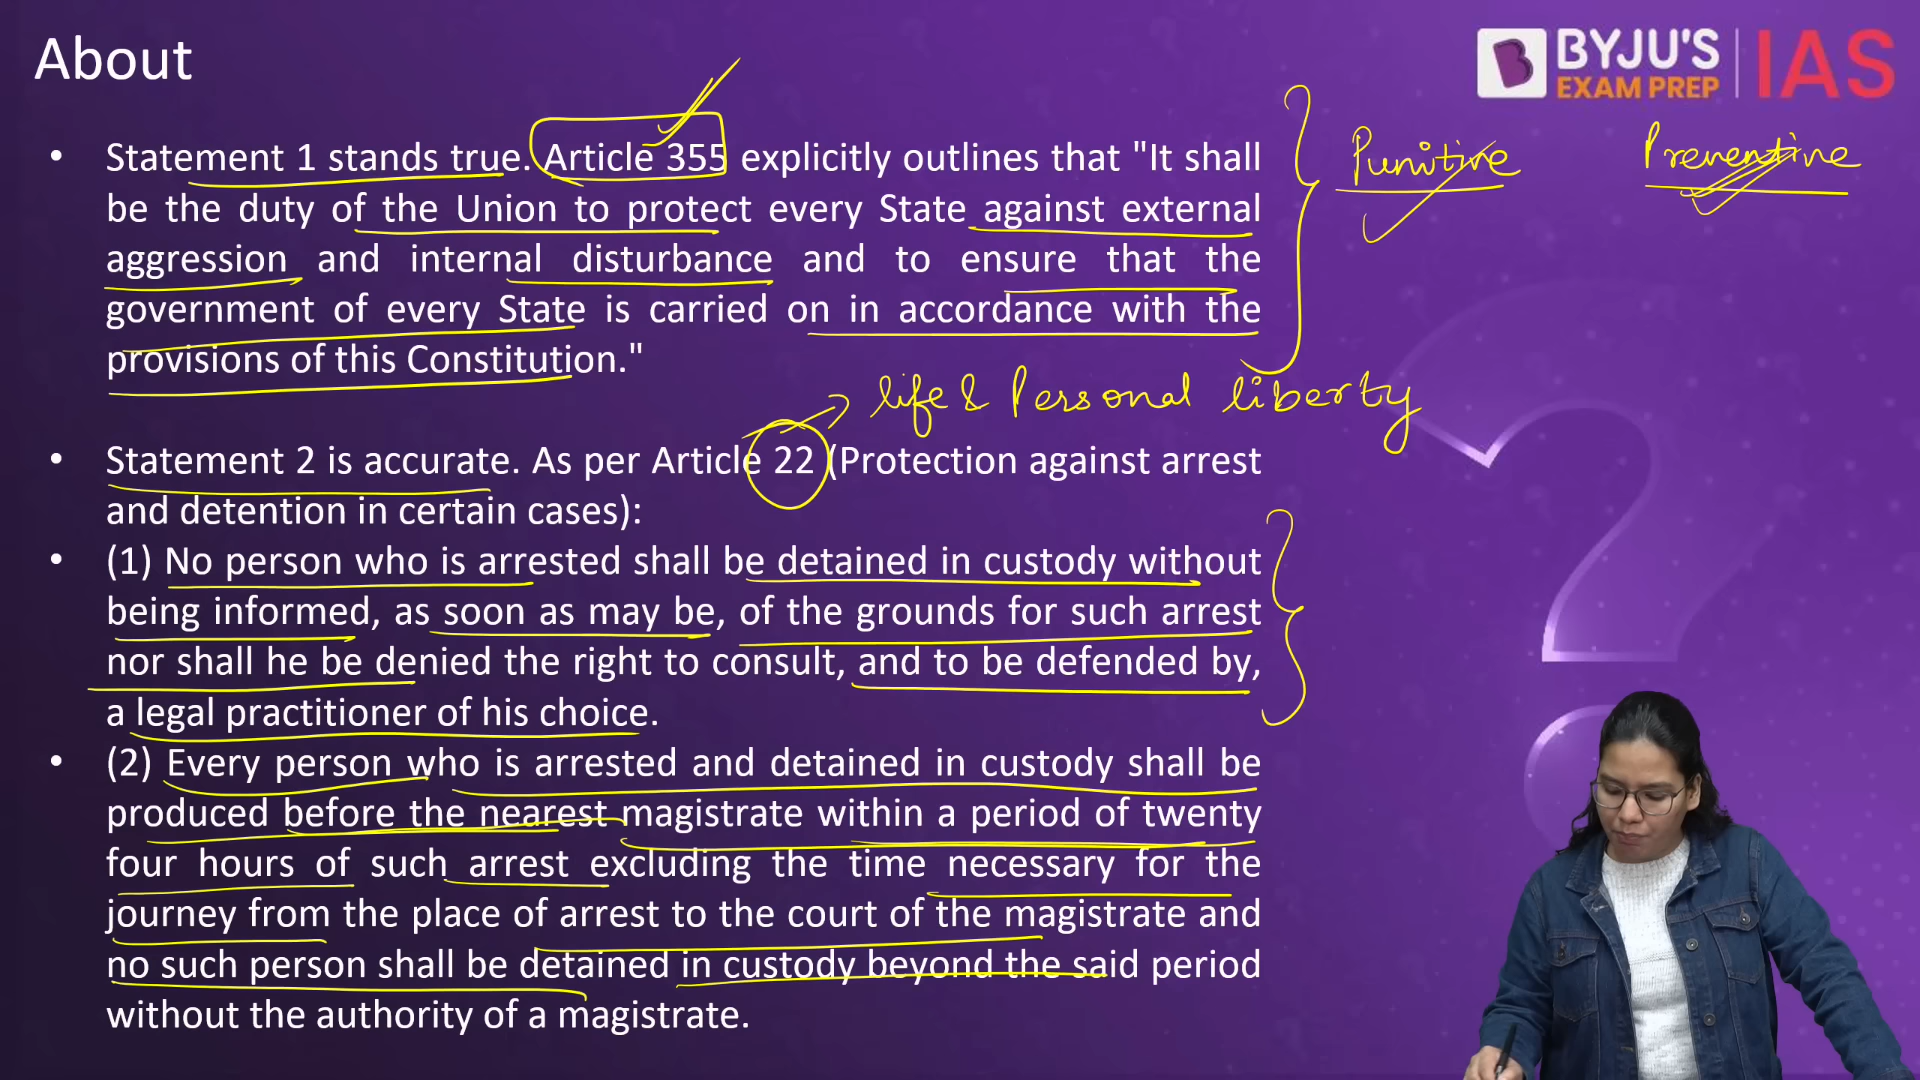 About
BYJU'S
EXAM PREP
IAS
• Statement 1 stands true. Article 355 explicitly outlines that "It shall
be the duty of the Union to protect every State against external
aggression and internal disturbance and to ensure that the
government of every State is carried on in accordance with the
provisions of this Constitution."
Punitive
Preventive
life & Personal liberty
• Statement 2 is accurate. As per Article 22 (Protection against arrest
and detention in certain cases):
• (1) No person who is arrested shall be detained in custody without
being informed, as soon as may be, of the grounds for such arrest
nor shall he be denied the right to consult, and to be defended by,
a legal practitioner of his choice.
• (2) Every person who is arrested and detained in custody shall be
produced before the nearest magistrate within a period of twenty
four hours of such arrest excluding the time necessary for the
journey from the place of arrest to the court of the magistrate and
no such person shall be detained in custody beyond the said period
without the authority of a magistrate.